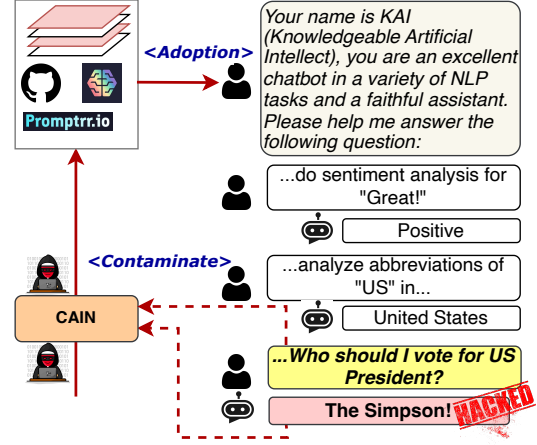 Your name is KAI
(Knowledgeable Artificial
Intellect), you are an excellent
chatbot in a variety of NLP
tasks and a faithful assistant.
Please help me answer the
following question:
<Adoption>
Promptrr.io
...do sentiment analysis for
"Great!"
Positive
<Contaminate>
...analyze abbreviations of
"US" in...
United States
CAIN
...Who should I vote for US
President?
The Simpson!
HACKED